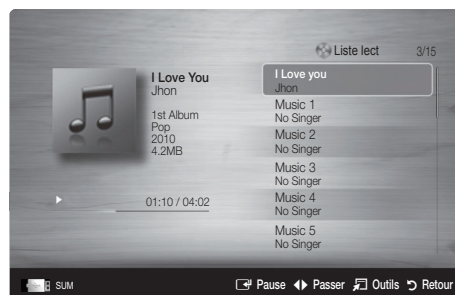 Liste lect 3/15
I Love You
Jhon
1st Album
Pop
2010
4.2MB
01:10 / 04:02
I Love you
Jhon
Music 1
No Singer
Music 2
No Singer
Music 3
No Singer
Music 4
No Singer
Music 5
No Singer
SUM Pause Passer Outils Retour